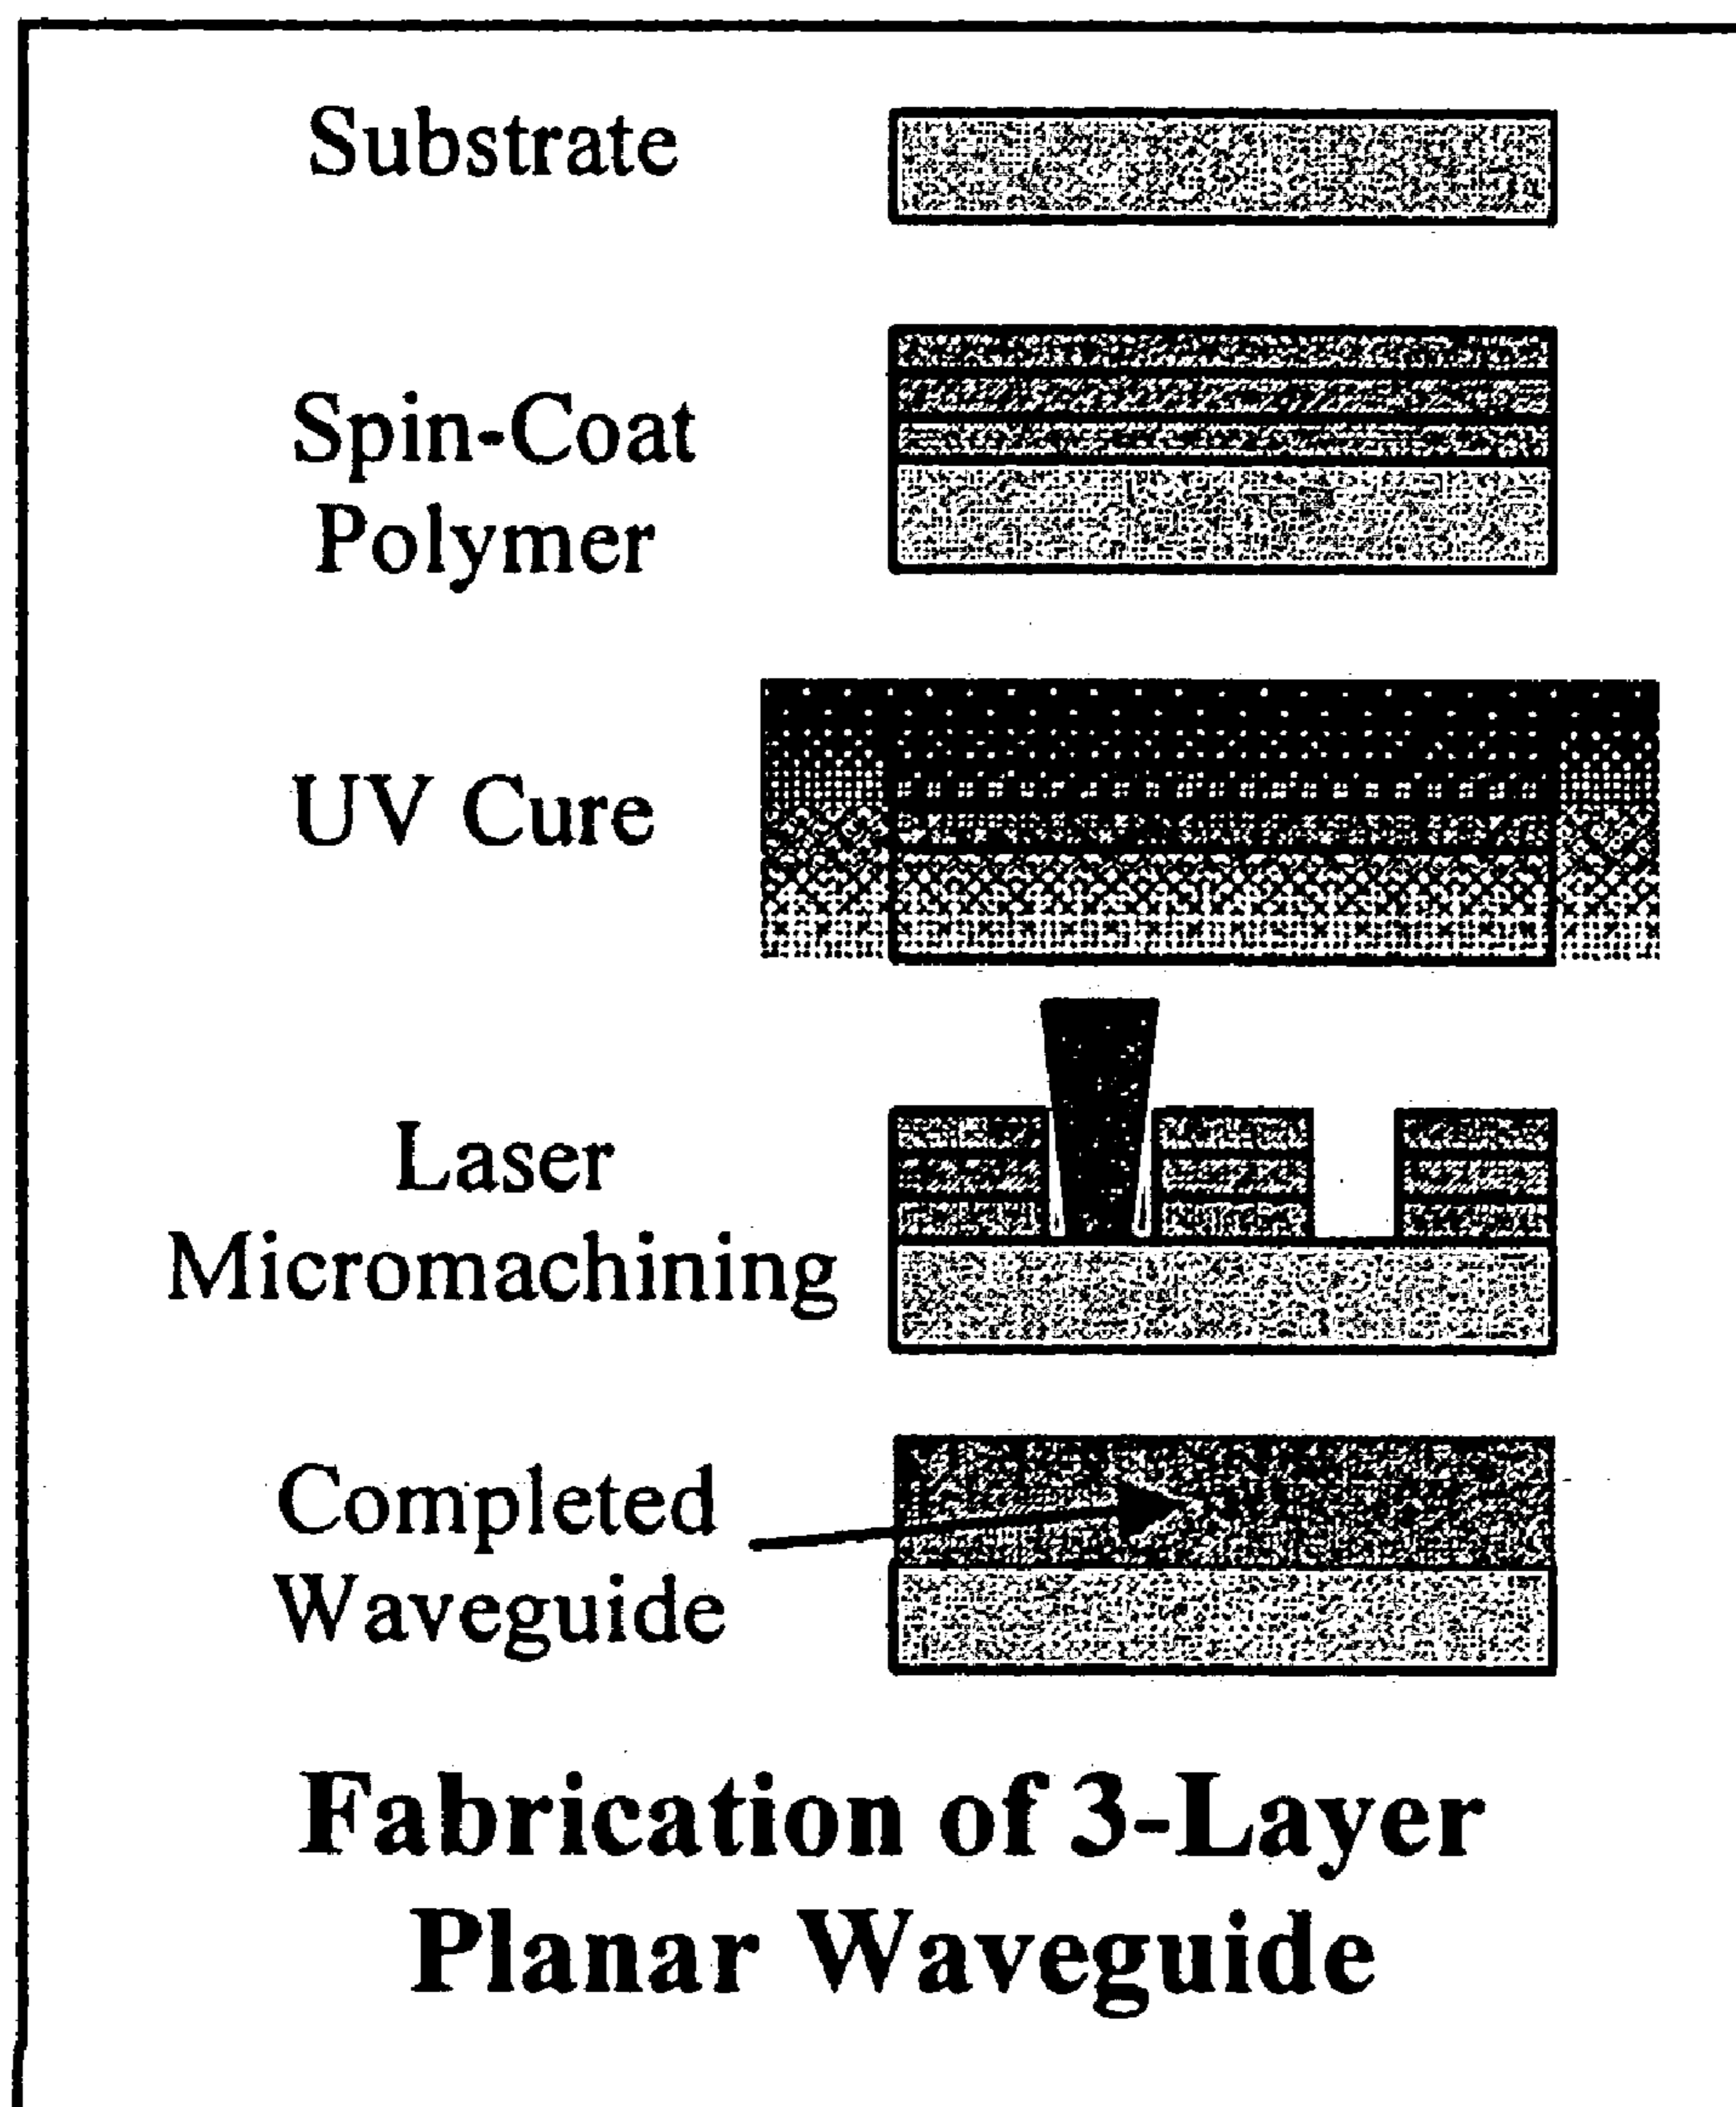 Substrate
Spin-Coat
Polymer
UV Cure
Laser
Micromachining
Completed
Waveguide
Fabrication of 3-Layer
Planar Waveguide